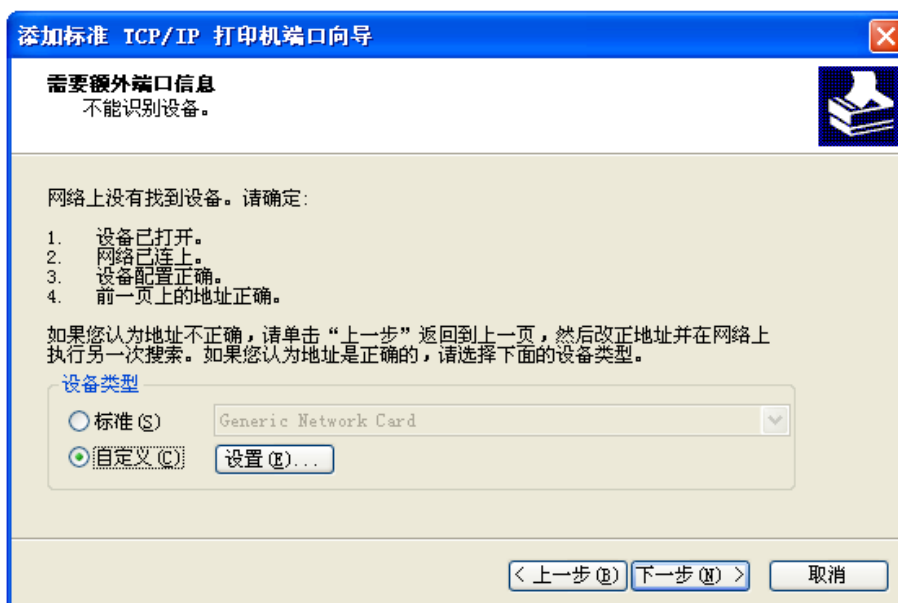 添加标准 TCP/IP 打印机端口向导
需要额外端口信息
不能识别设备。
网络上没有找到设备。请确定:
1. 设备已打开。
2. 网络已连上。
3. 设备配置正确。
4. 前一页上的地址正确。
如果您认为地址不正确,请单击“上一步”返回到上一页,然后改正地址并在网络上
执行另一次搜索。如果您认为地址是正确的,请选择下面的设备类型。
设备类型
标准(S) Generic Network Card
自定义(C) 设置(E)...
< 上一步(B) 下一步(N) > 取消